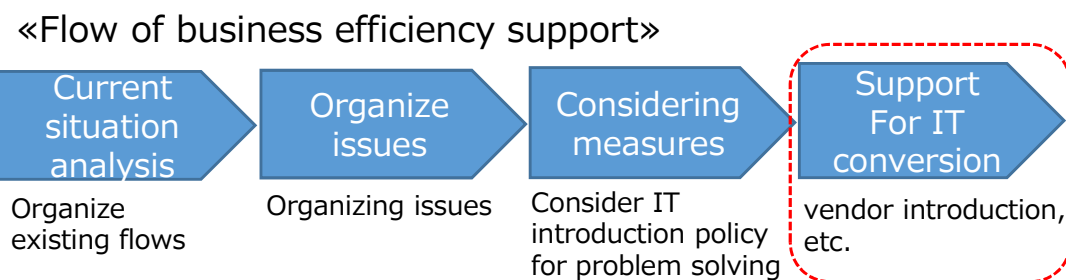 «Flow of business efficiency support»
Current
situation
analysis
Organize
issues
Considering
measures
Support
For IT
conversion
Organize
existing flows
Organizing issues
Consider IT
introduction policy
for problem solving
vendor introduction,
etc.